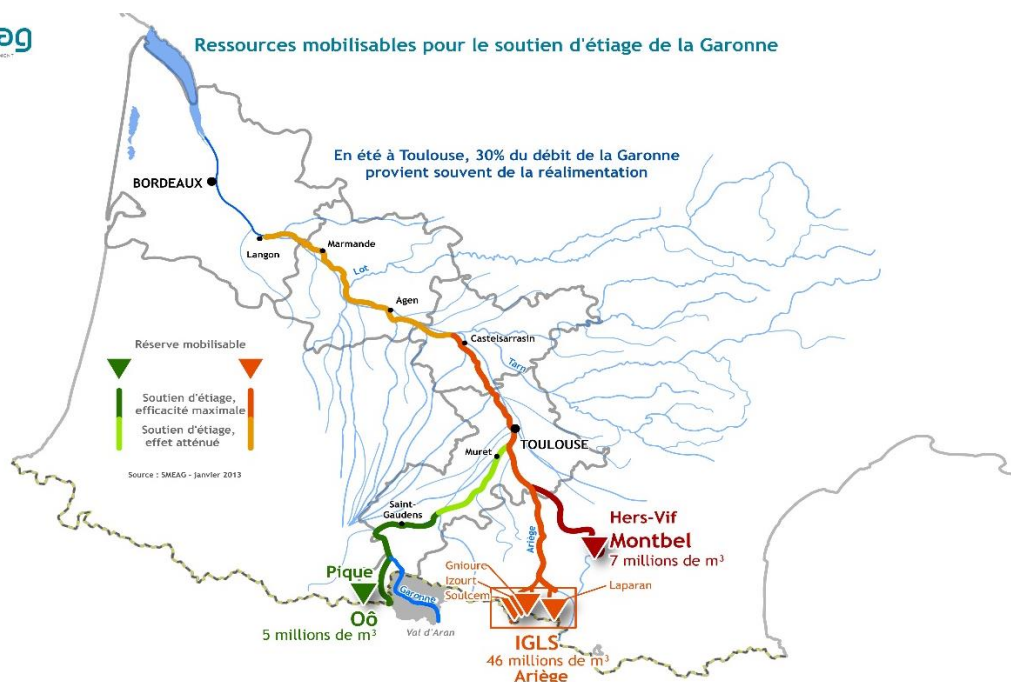 Ressources mobilisables pour le soutien d'étiage de la Garonne
En été à Toulouse, 30% du débit de la Garonne
provient souvent de la réalimentation
BORDEAUX
Langon
Marmande
Lot
Agen
Castelsarrasin
Tarn
TOULOUSE
Muret
Réserve mobilisable
Soutien d'étiage,
efficacité maximale
Soutien d'étiage,
effet atténué
Source : SMEAG - janvier 2013
Saint-
Gaudens
Pique
Oô
5 millions de m³
Garonne
Val d'Aran
Ariège
Hers-Vif
Montbel
7 millions de m³
Gnioure
Izourt
Soulcem
Laparan
IGLS
46 millions de m³
Ariège